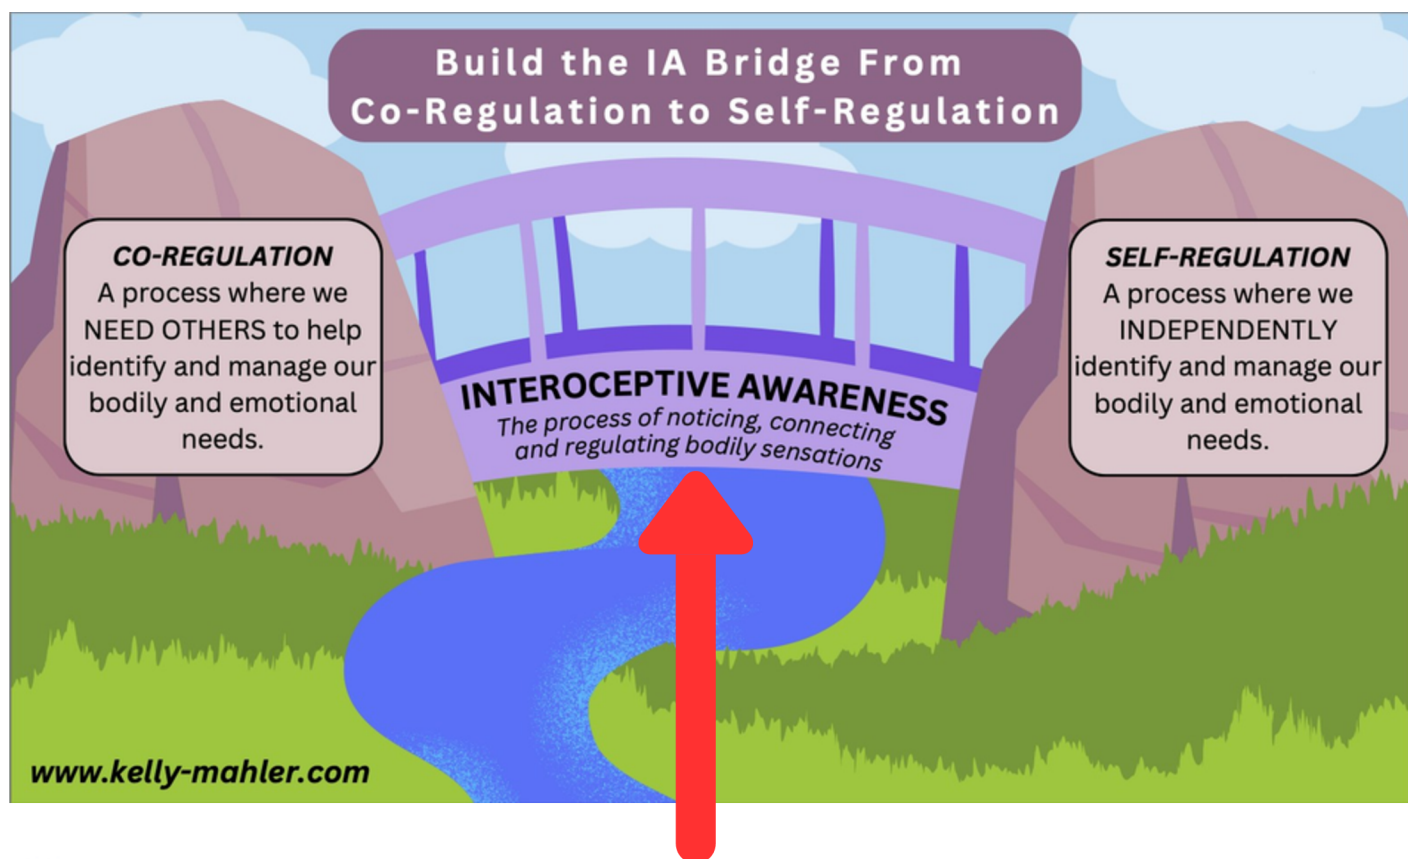 Build the IA Bridge From
Co-Regulation to Self-Regulation
CO-REGULATION
A process where we
NEED OTHERS to help
identify and manage our
bodily and emotional
needs.
INTEROCEPTIVE AWARENESS
The process of noticing, connecting
and regulating bodily sensations
SELF-REGULATION
A process where we
INDEPENDENTLY
identify and manage our
bodily and emotional
needs.
www.kelly-mahler.com